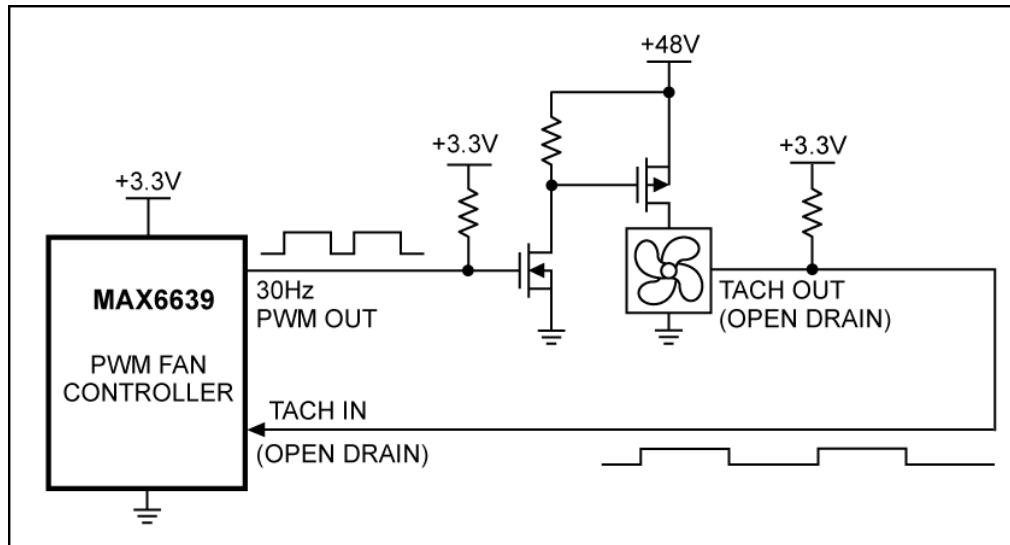 +48V
+3.3V
+3.3V
+3.3V
MAX6639
PWM FAN
CONTROLLER
30Hz
PWM OUT
TACH OUT
(OPEN DRAIN)
TACH IN
(OPEN DRAIN)